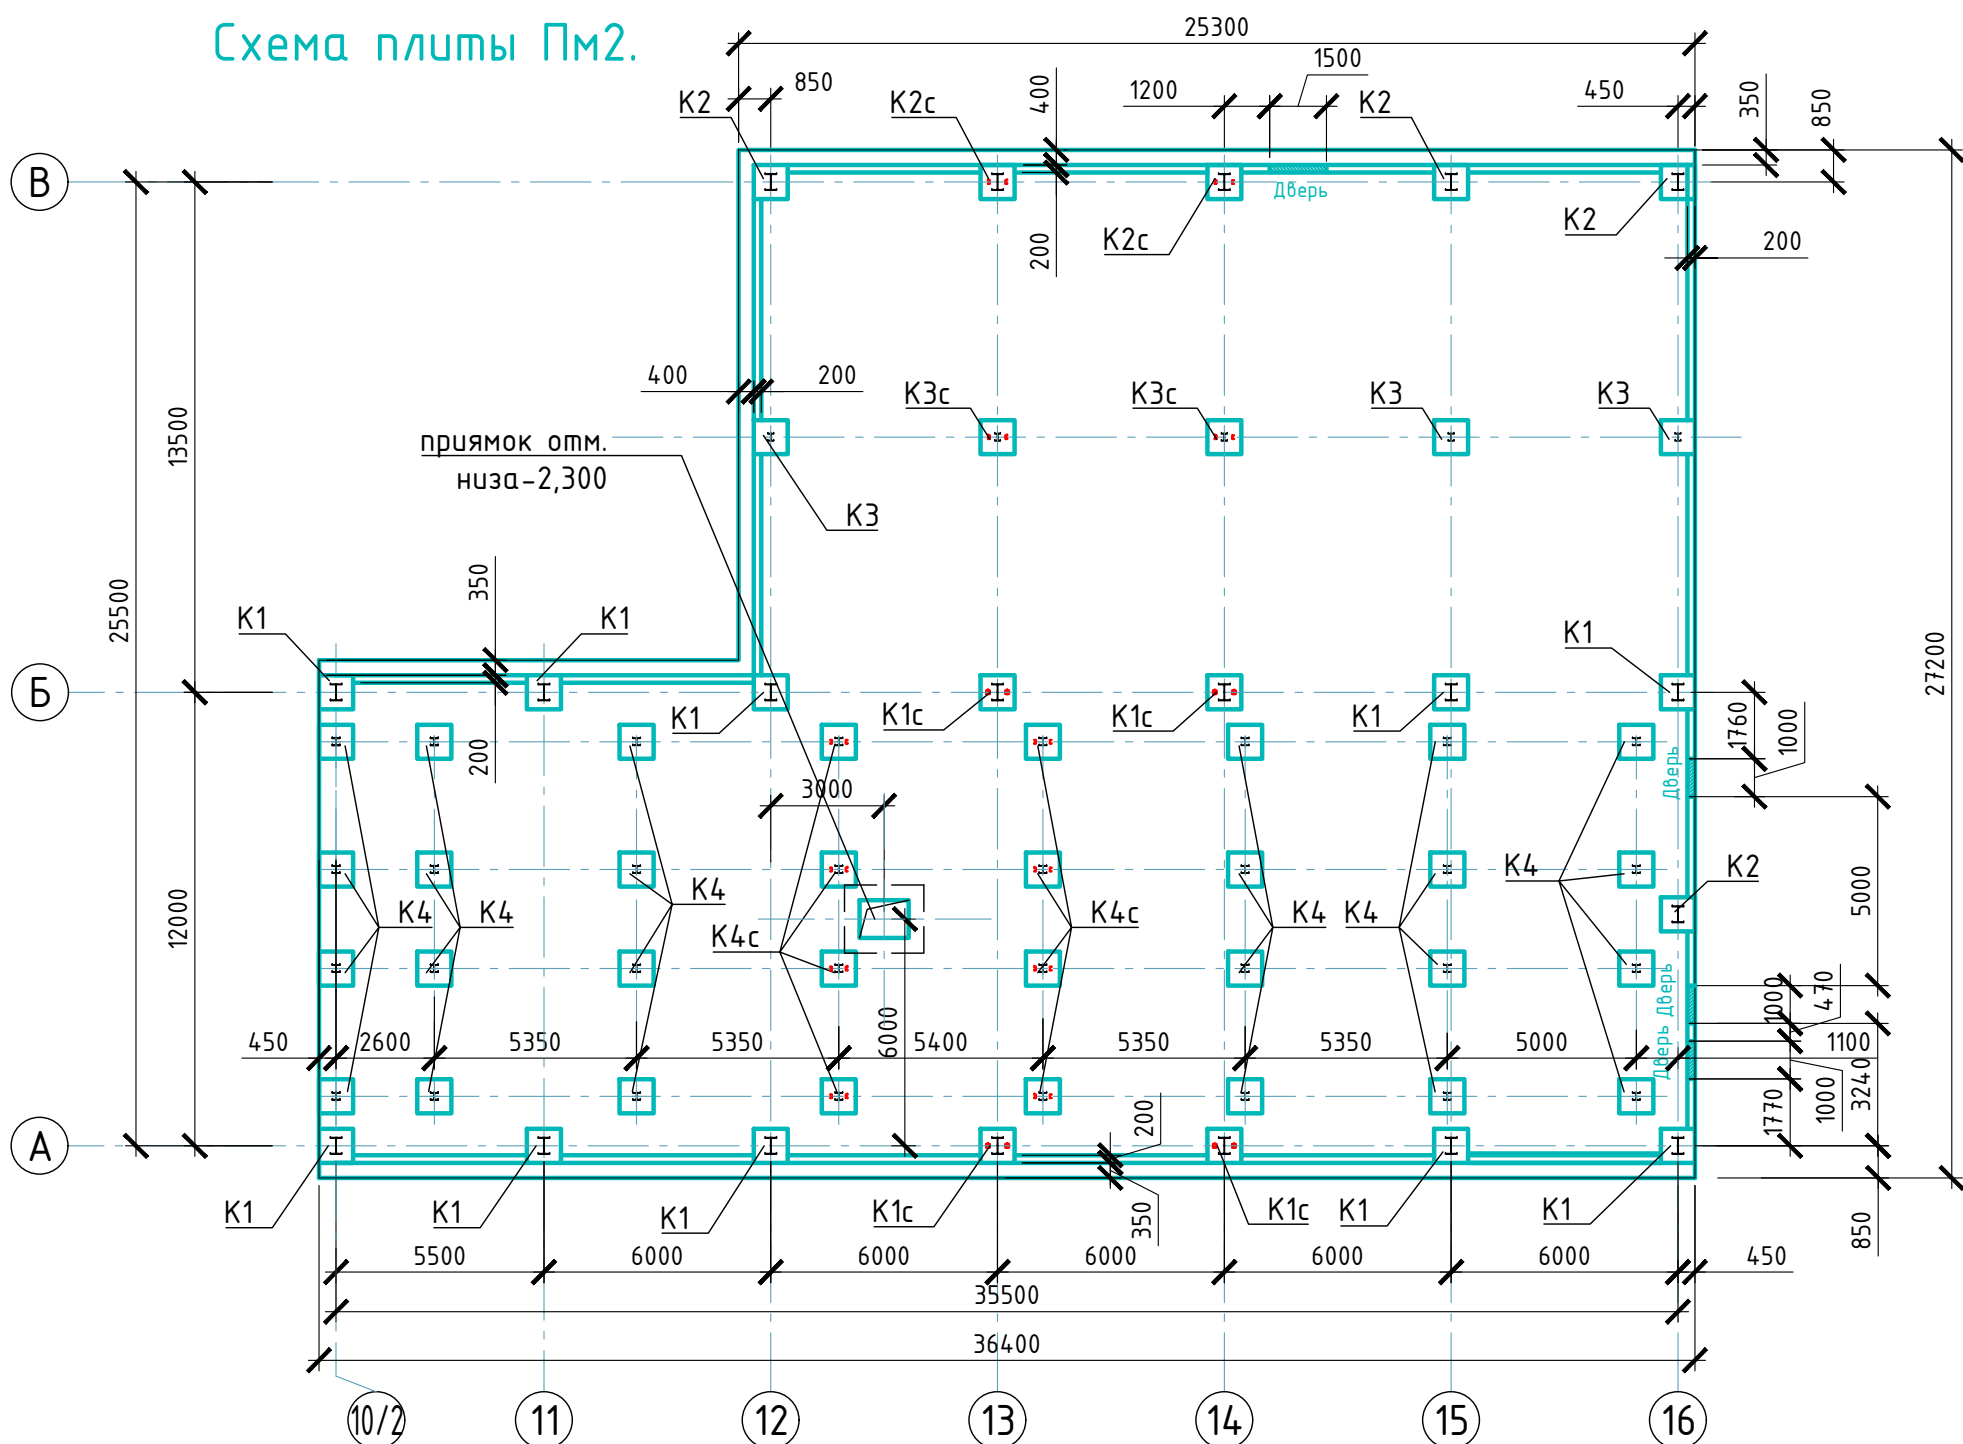 Схема плиты Пм2.
25300
850
400
1200
1500
450
350
850
К2
К2с
К2
В
Дверь
К2
К2с
200
200
400
200
К3с
К3с
К3
К3
13500
приямок отм.
низа-2,300
К3
25500
350
К1
К1
К1
27200
Б
К1
К1с
К1с
К1
1760
1000
200
Дверь
3000
К4
К4
К2
5000
12000
К4
К4
К4с
К4с
К4
К4
1000
470
Дверь
Дверь
6000
450
2600
5350
5350
5400
5350
5350
5000
1100
3240
1000
1770
200
А
К1
К1
К1
К1с
350
К1с
К1
К1
850
5500
6000
6000
6000
6000
6000
450
35500
36400
10/2
11
12
13
14
15
16